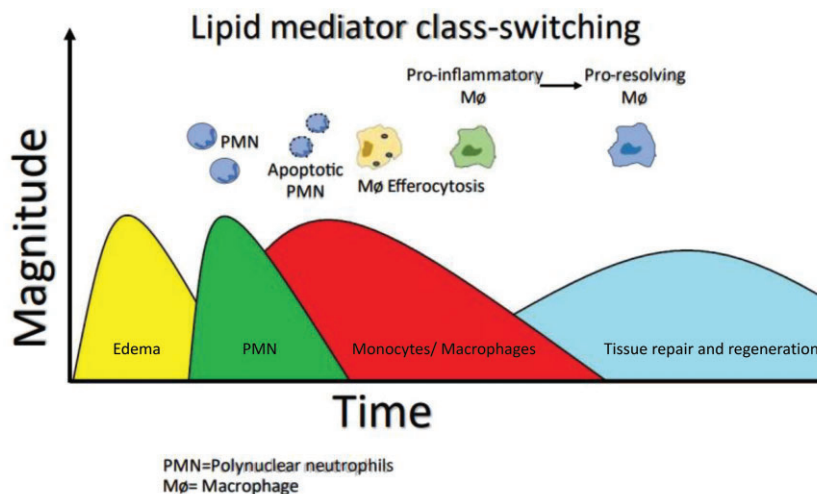 Lipid mediator class-switching
Pro-inflammatory
Mø
Pro-resolving
Mø
PMN
Apoptotic
PMN
Mø Efferocytosis
Magnitude
Edema
PMN
Monocytes/ Macrophages
Tissue repair and regeneration
Time
PMN=Polynuclear neutrophils
Mø= Macrophage